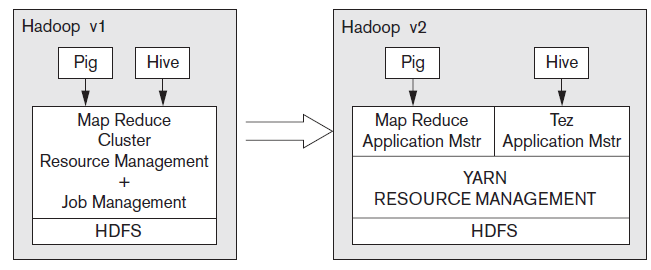 Hadoop v1
Pig
Hive
Map Reduce
Cluster
Resource Management
+
Job Management
HDFS
Hadoop v2
Pig
Hive
Map Reduce
Application Mstr
Tez
Application Mstr
YARN
RESOURCE MANAGEMENT
HDFS